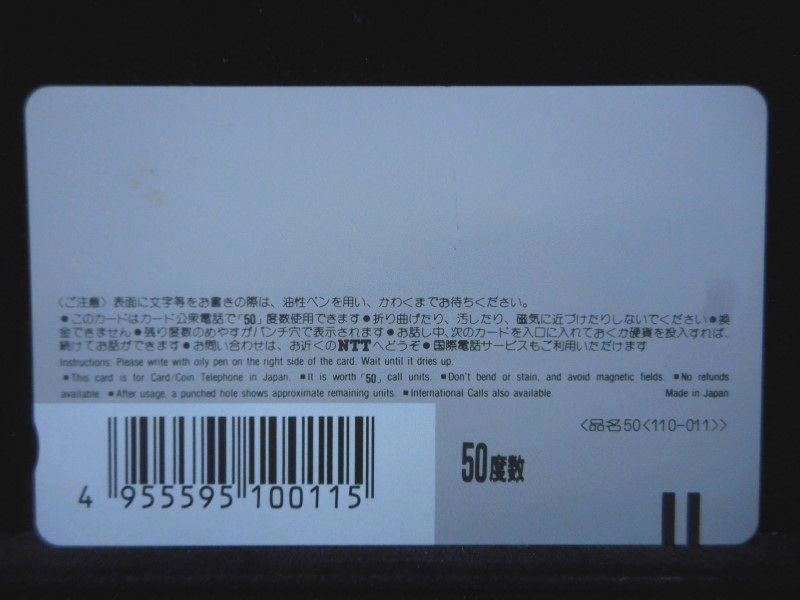 〈ご注意〉表面に文字等をお書きの際は、油性ペンを用い、かわくまでお待ちください。
●このカードはカード公衆電話で｢50｣度数使用できます●折り曲げたり、汚したり、磁気に近づけたりしないでください●換
金できません●残り度数のめやすがパンチ穴で表示されます●お話し中、次のカードを入口に入れておくか硬貨を投入すれば、
続けてお話ができます●お問い合わせは、お近くのNTTへどうぞ●国際電話サービスもご利用いただけます
Instructions: Please write with oily pen on the right side of the card. Wait until it dries up.
■This card is for Card/Coin Telephone in Japan. ■It is worth ｢50｣ call units. ■Don't bend or stain, and avoid magnetic fields. ■No refunds
available. ■After usage, a punched hole shows approximate remaining units. ■International Calls also available. Made in Japan
〈品名50〈110-011〉〉
50度数
4 955595 100115